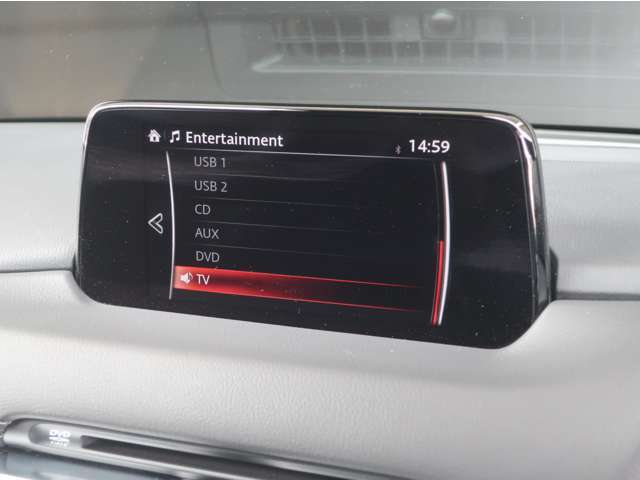 Entertainment
14:59
USB 1
USB 2
CD
AUX
DVD
TV
DVD